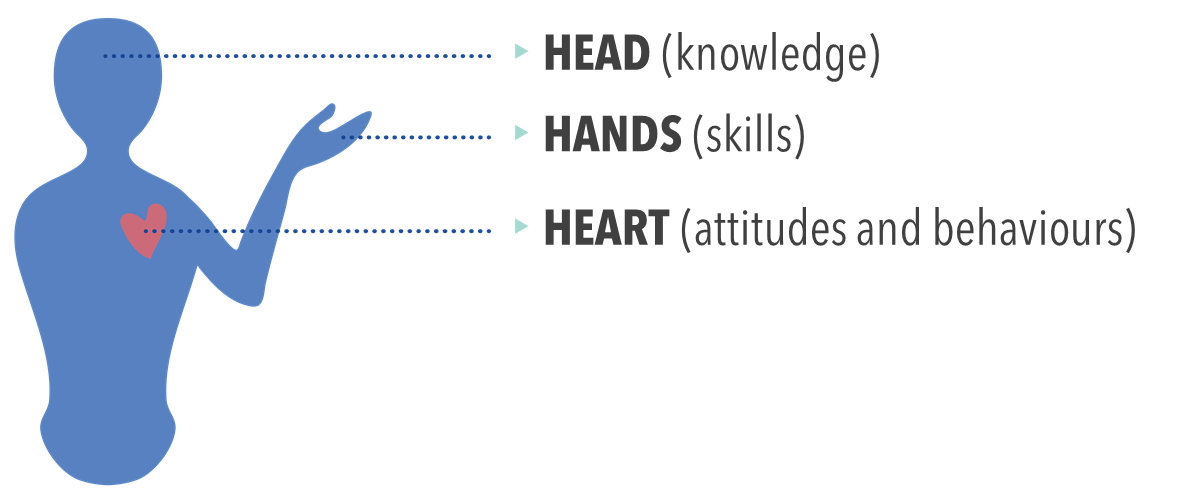 HEAD (knowledge)
HANDS (skills)
HEART (attitudes and behaviours)